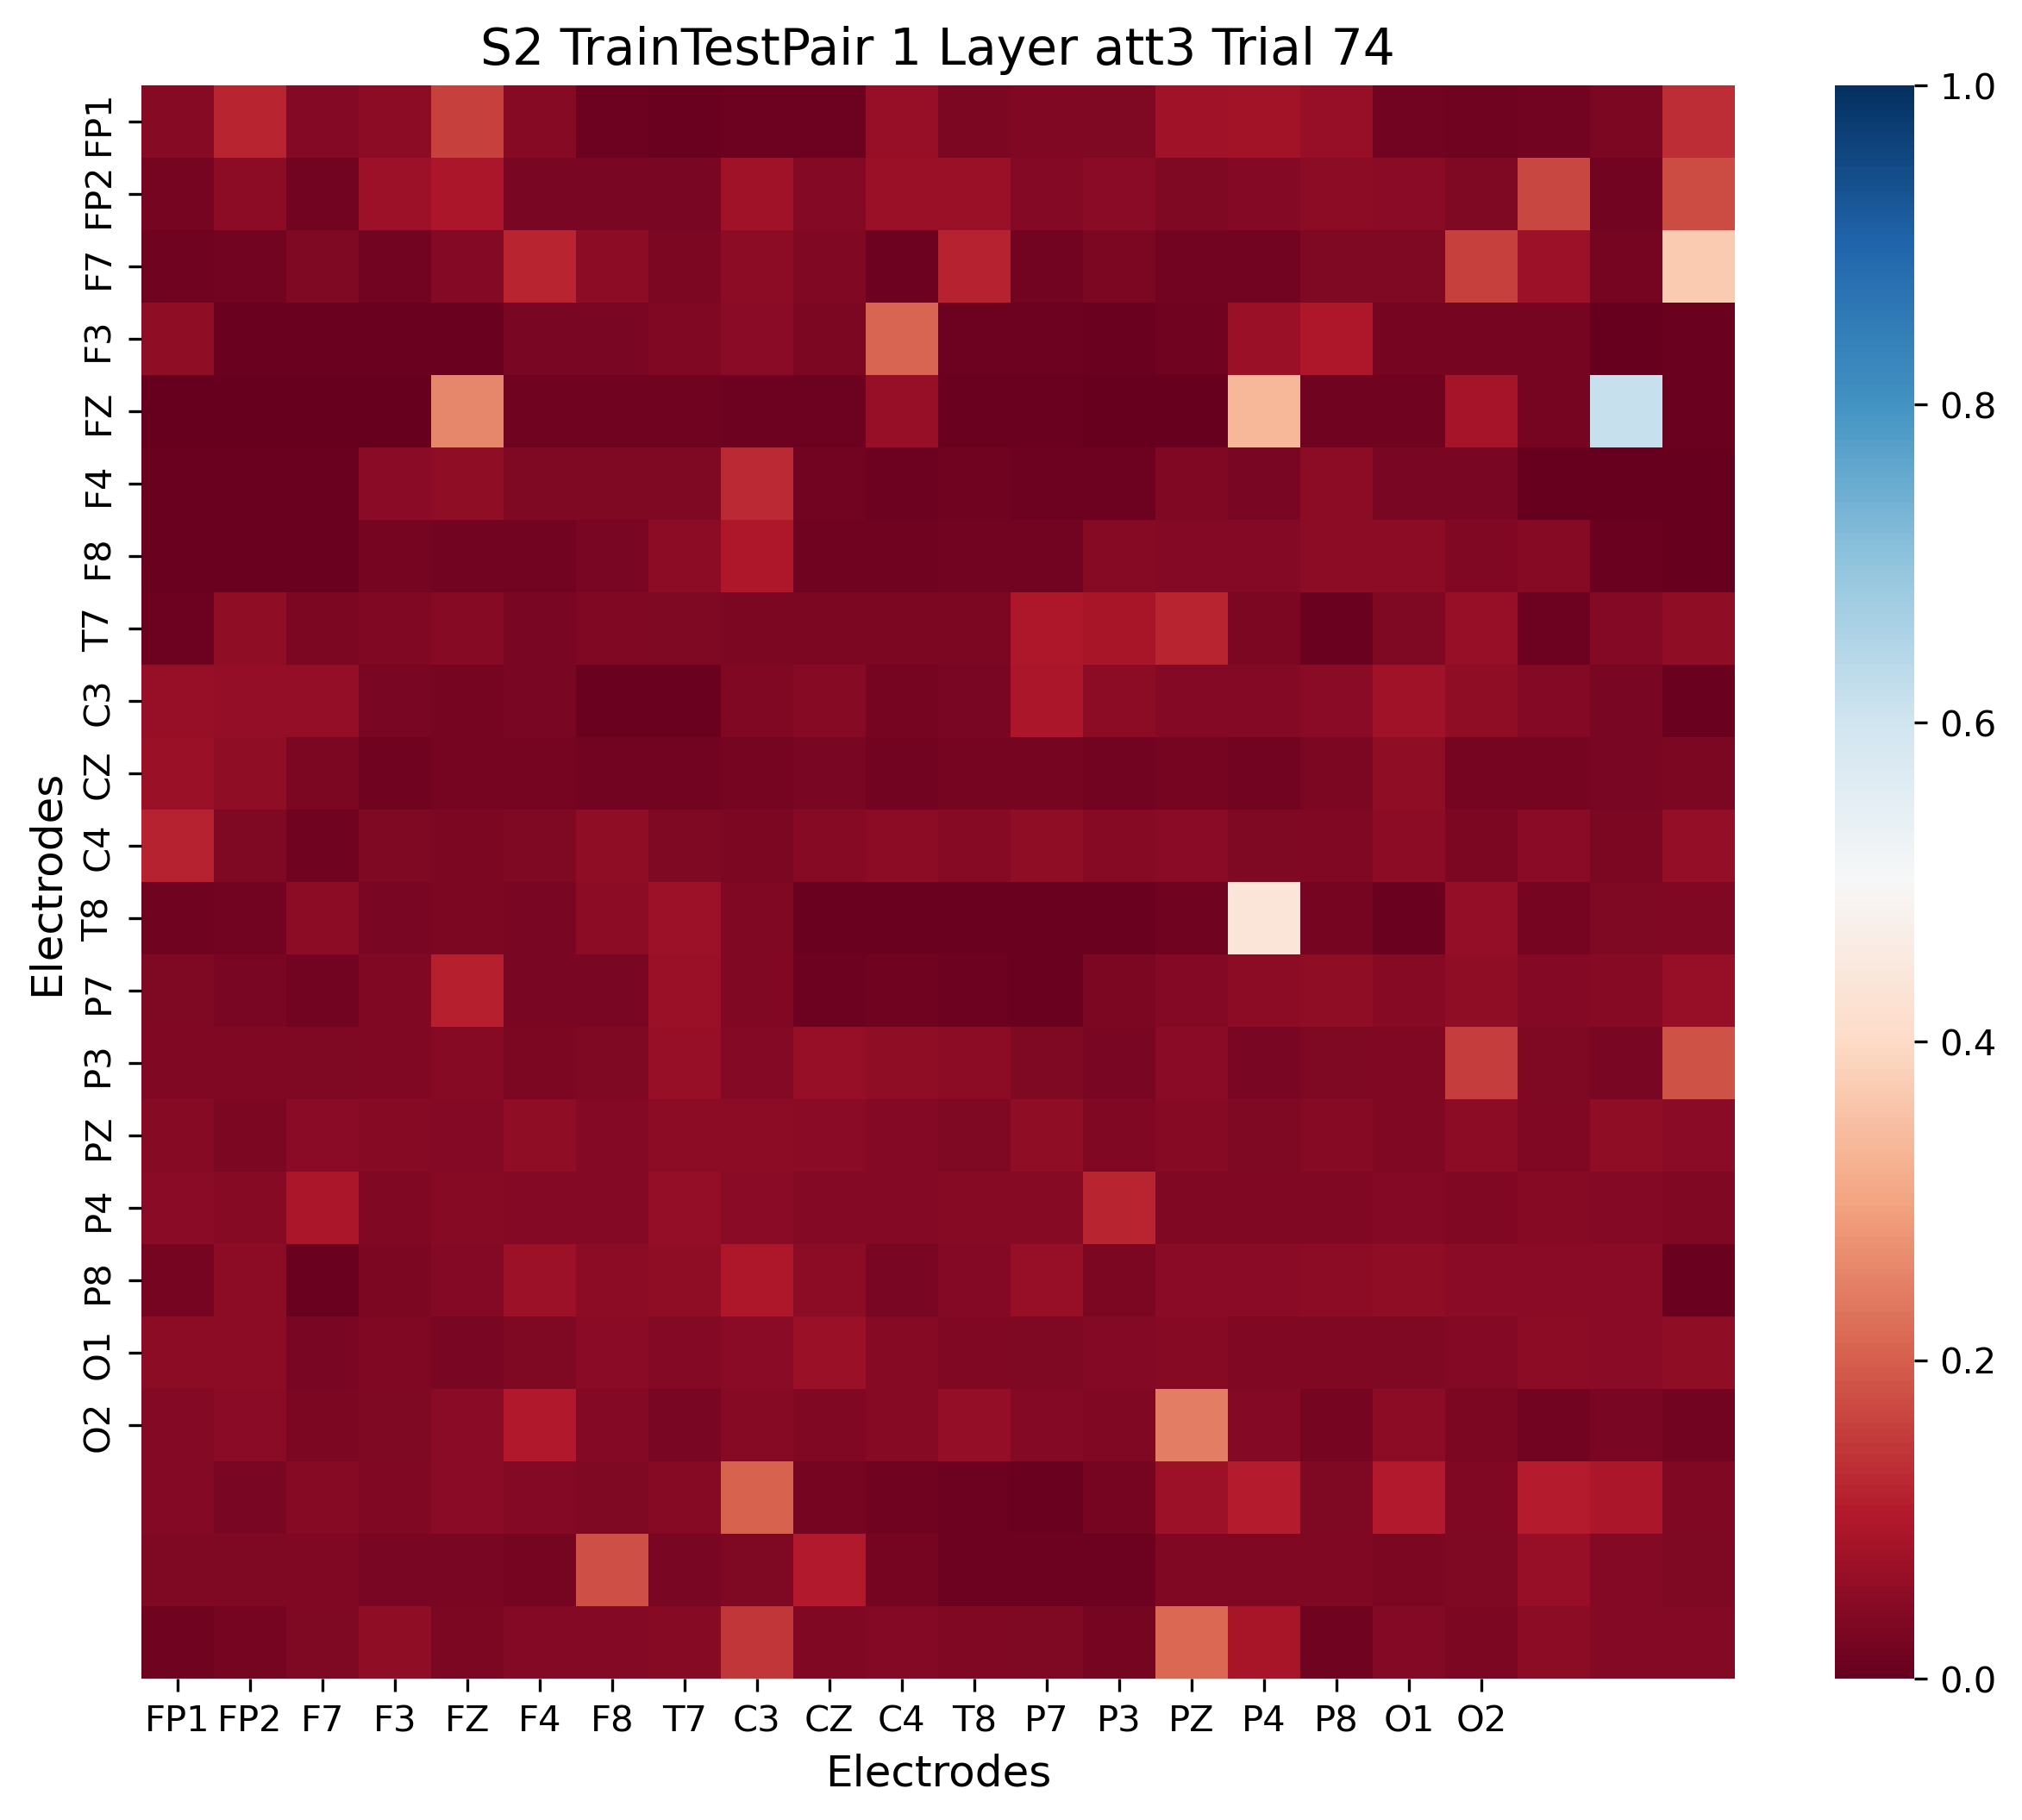 S2 TrainTestPair 1 Layer att3 Trial 74
Electrodes
FP1
FP2
F7
F3
FZ
F4
F8
T7
C3
CZ
C4
T8
P7
P3
PZ
P4
P8
O1
O2
FP1 FP2 F7 F3 FZ F4 F8 T7 C3 CZ C4 T8 P7 P3 PZ P4 P8 O1 O2
Electrodes
1.0
0.8
0.6
0.4
0.2
0.0